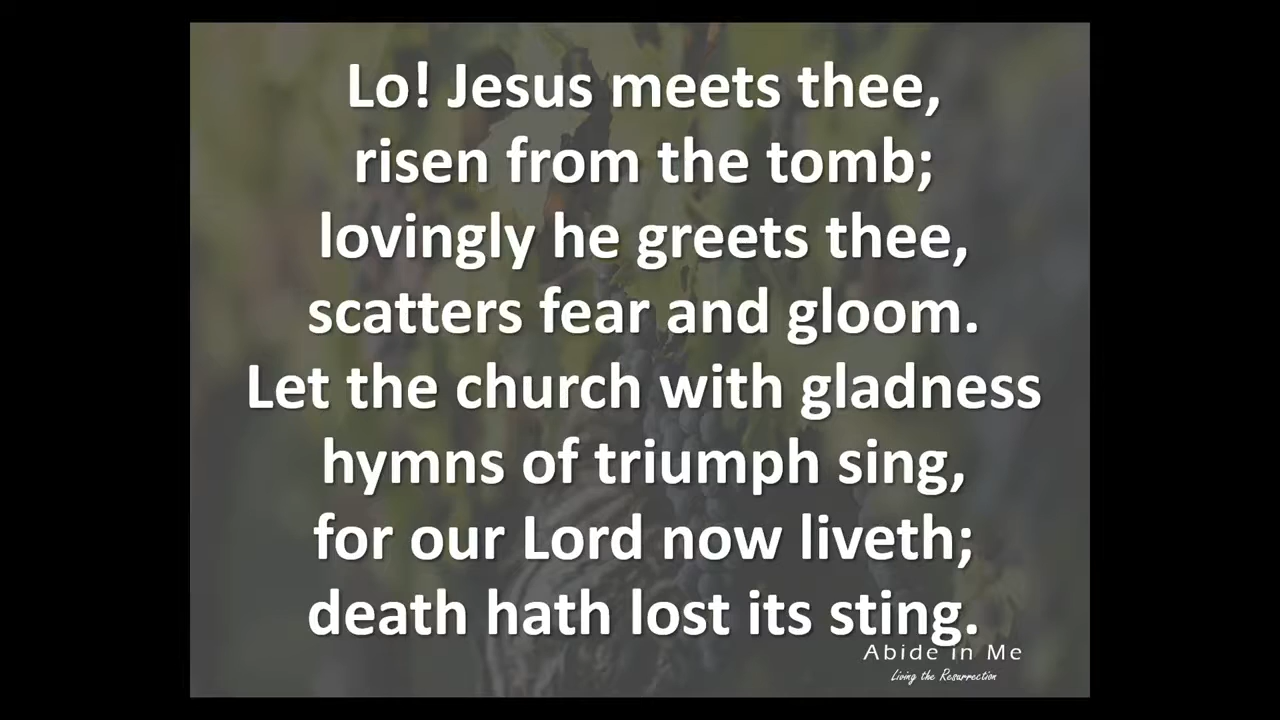 Lo! Jesus meets thee,
risen from the tomb;
lovingly he greets thee,
scatters fear and gloom.
Let the church with gladness
hymns of triumph sing,
for our Lord now liveth;
death hath lost its sting.
Abide in Me
Living the Resurrection